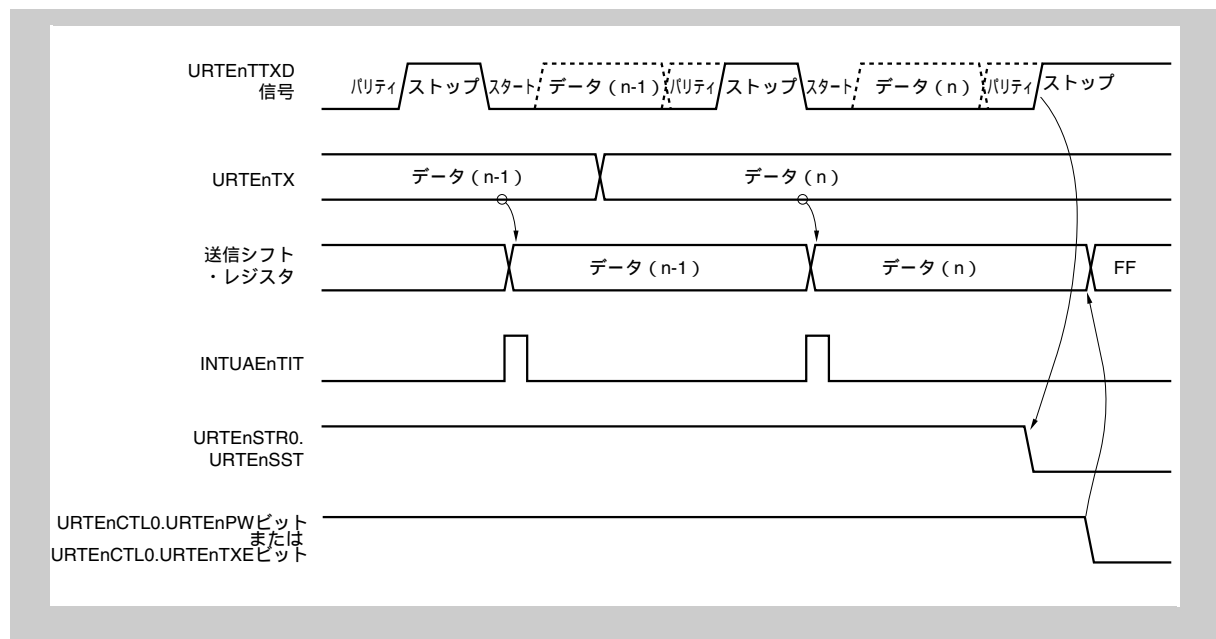 URTEnTTXD
信号
パリティ ストップ スタート データ（n-1） パリティ ストップ スタート データ（n） パリティ ストップ
URTEnTX
データ（n-1） データ（n）
送信シフト
・レジスタ
データ（n-1） データ（n） FF
INTUAEnTIT
URTEnSTR0.
URTEnSST
URTEnCTL0.URTEnPWビット
または
URTEnCTL0.URTEnTXEビット